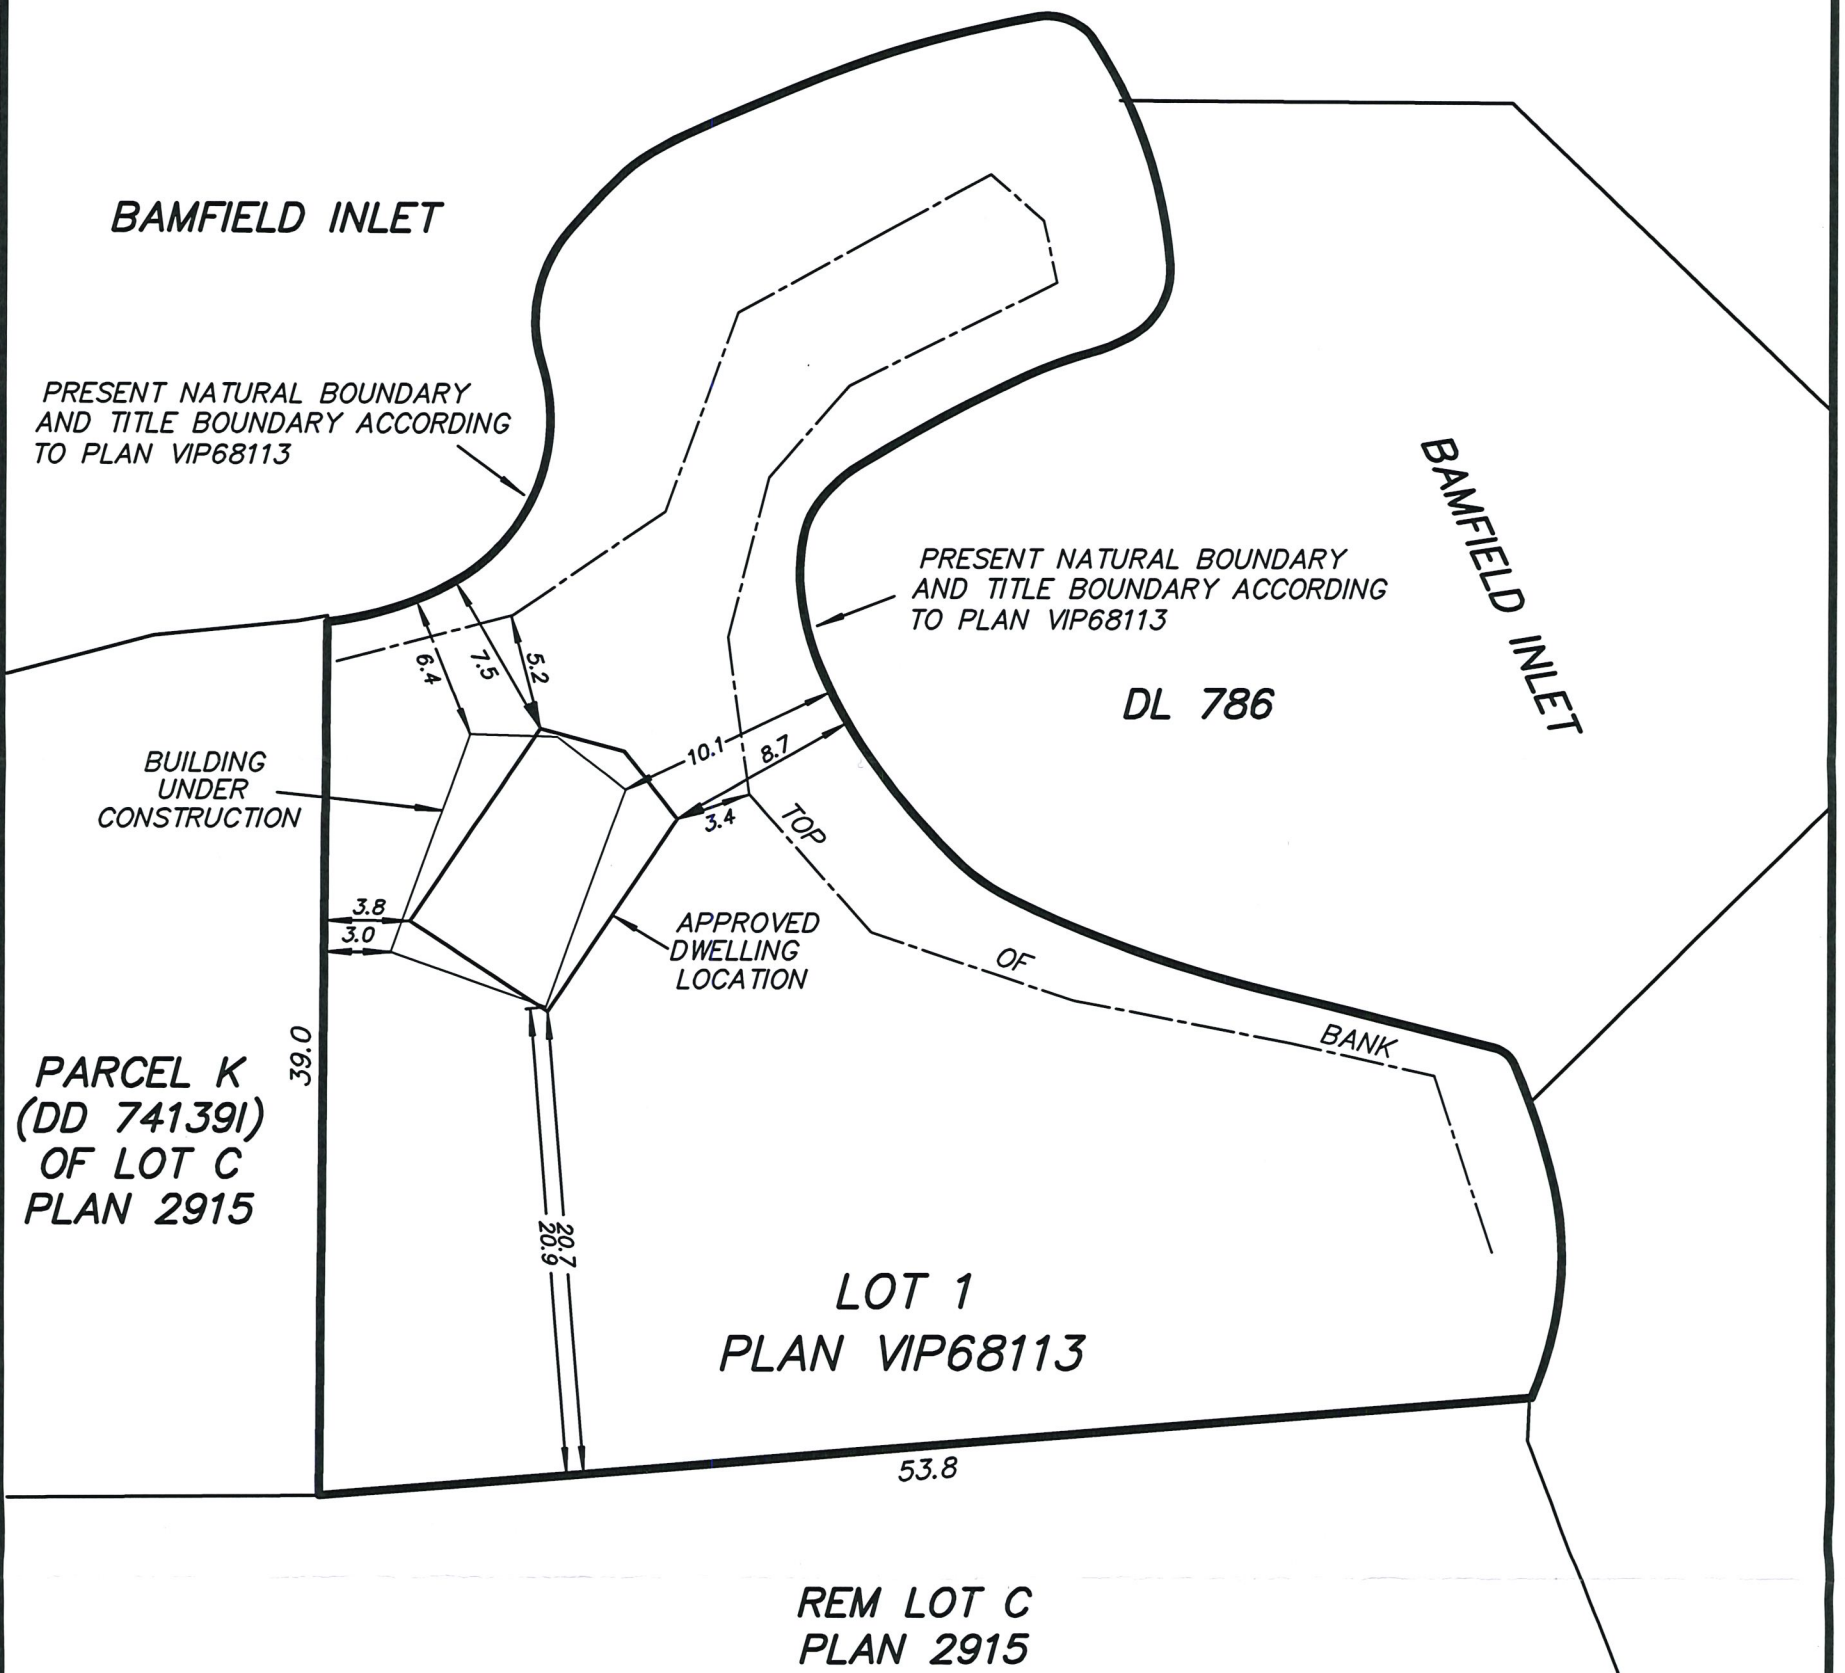 BAMFIELD INLET
PRESENT NATURAL BOUNDARY
AND TITLE BOUNDARY ACCORDING
TO PLAN VIP68113
BAMFIELD INLET
PRESENT NATURAL BOUNDARY
AND TITLE BOUNDARY ACCORDING
TO PLAN VIP68113
DL 786
6.4
7.5
5.2
10.1
8.7
3.4
BUILDING
UNDER
CONSTRUCTION
TOP
OF
BANK
3.8
3.0
APPROVED
DWELLING
LOCATION
39.0
PARCEL K
(DD 74139I)
OF LOT C
PLAN 2915
20.9
20.7
LOT 1
PLAN VIP68113
53.8
REM LOT C
PLAN 2915